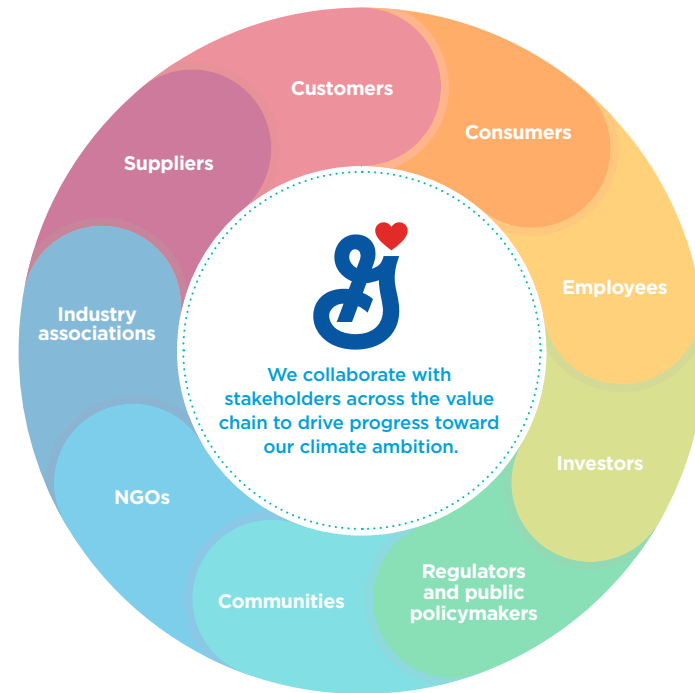 Customers
Consumers
Employees
Investors
Regulators
and public
policymakers
Communities
NGOs
Industry
associations
Suppliers
We collaborate with
stakeholders across the value
chain to drive progress toward
our climate ambition.